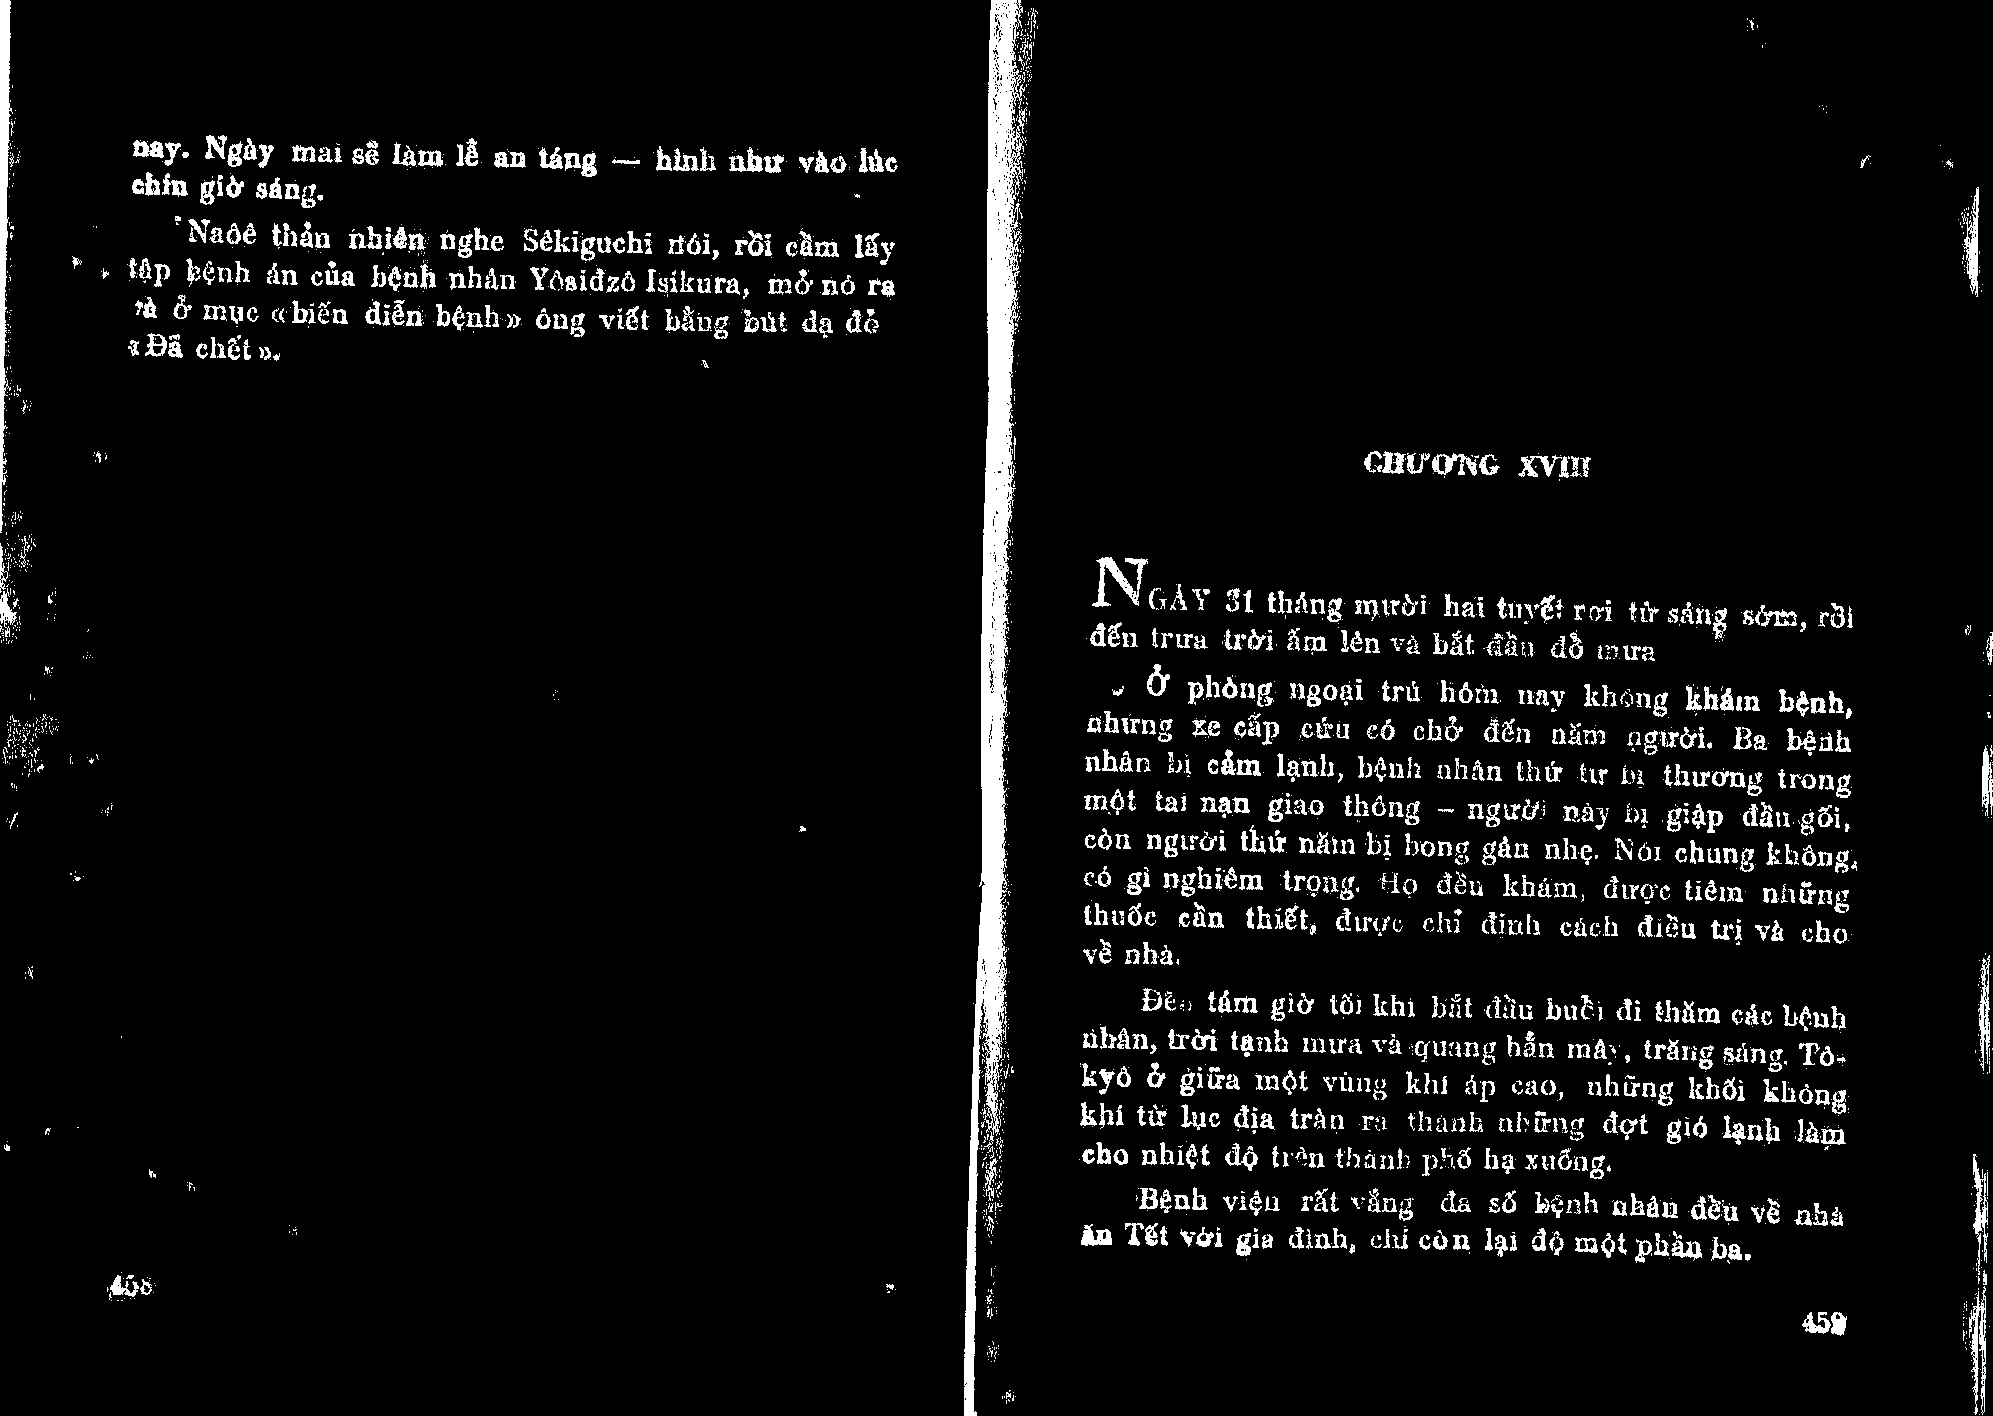 nay. Ngày mai sẽ làm lễ an táng — hình như vào lúc
chín giờ sáng.
Naôê thản nhiên nghe Sêkiguchi nói, rồi cầm lấy
tập bệnh án của bệnh nhân Yôsiđzô Isikura, mở nó ra
và ở mục «biến diễn bệnh» ông viết bằng bút dạ đỏ
«Đã chết».
458
CHƯƠNG XVIII
NGÀY 31 tháng mười hai tuyết rơi từ sáng sớm, rồi
đến trưa trời ấm lên và bắt đầu đổ mưa
Ở phòng ngoại trú hôm nay không khám bệnh,
nhưng xe cấp cứu có chở đến năm người. Ba bệnh
nhân bị cảm lạnh, bệnh nhân thứ tư bị thương trong
một tai nạn giao thông – người này bị giập đầu gối,
còn người thứ năm bị bong gân nhẹ. Nói chung không
có gì nghiêm trọng. Họ đều khám, được tiêm những
thuốc cần thiết, được chỉ định cách điều trị và cho
về nhà.
Đến tám giờ tối khi bắt đầu buổi đi thăm các bệnh
nhân, trời tạnh mưa và quang hẳn mây, trăng sáng. Tô-
kyô ở giữa một vùng khí áp cao, những khối không
khí từ lục địa tràn ra thành những đợt gió lạnh làm
cho nhiệt độ trên thành phố hạ xuống.
Bệnh viện rất vắng đa số bệnh nhân đều về nhà
ăn Tết với gia đình, chỉ còn lại độ một phần ba.
459